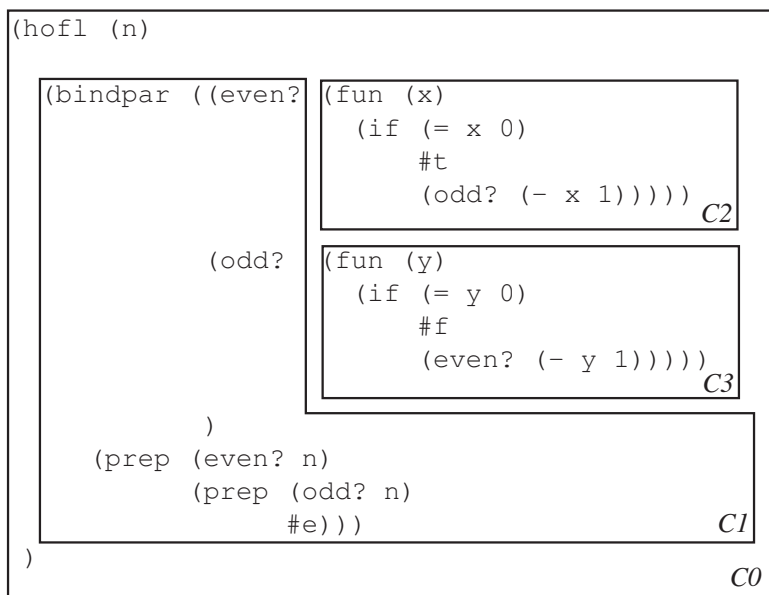 (hofl (n)
(bindpar ((even? (fun (x)
(if (= x 0)
#t
(odd? (- x 1)))))
C2
(odd? (fun (y)
(if (= y 0)
#f
(even? (- y 1)))))
C3
)
(prep (even? n)
(prep (odd? n)
#e)))
C1
)
C0